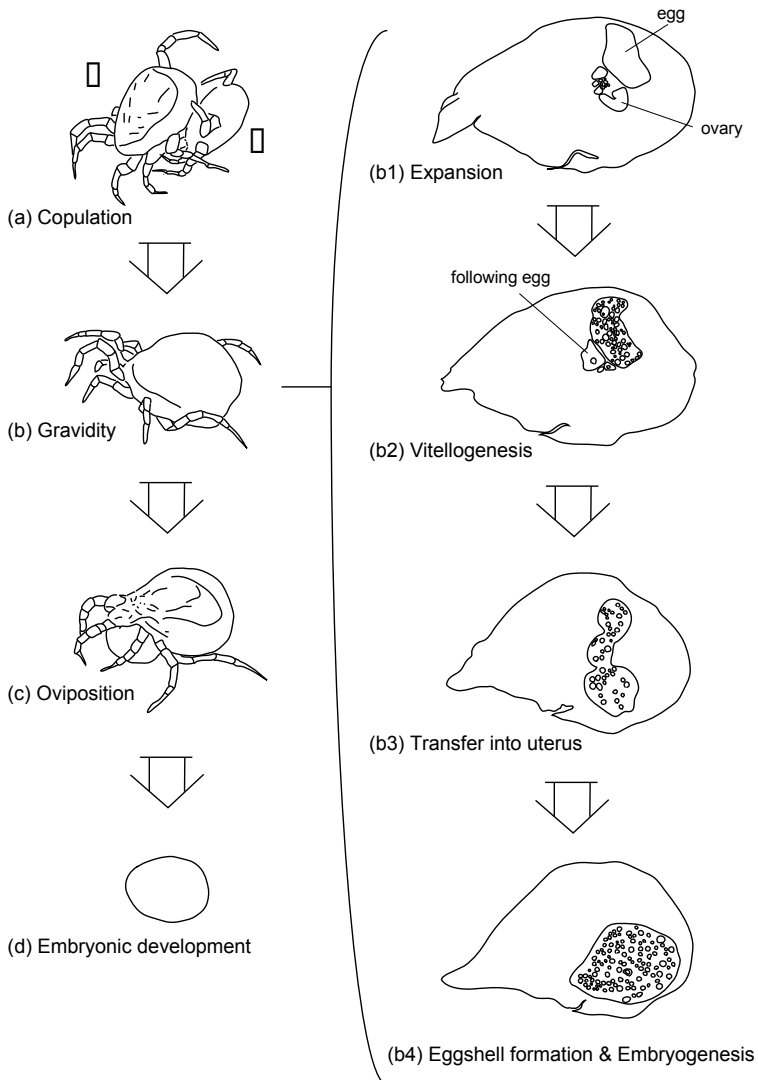 (a) Copulation
(b) Gravidity
(c) Oviposition
(d) Embryonic development
egg
ovary
(b1) Expansion
following egg
(b2) Vitellogenesis
(b3) Transfer into uterus
(b4) Eggshell formation & Embryogenesis